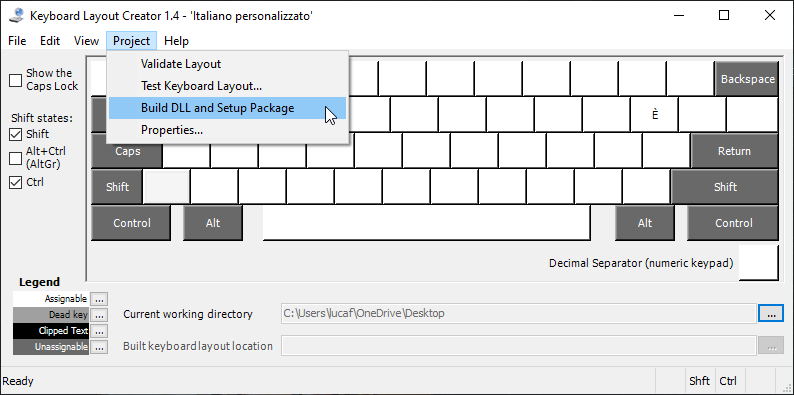 Keyboard Layout Creator 1.4 - 'Italiano personalizzato'
File Edit View Project Help
Validate Layout
Test Keyboard Layout...
Build DLL and Setup Package
Properties...
Show the
Caps Lock
Backspace
Shift states:
Shift
Alt+Ctrl
(AltGr)
Ctrl
È
Caps
Return
Shift
Shift
Control
Alt
Alt
Control
Decimal Separator (numeric keypad)
Legend
Assignable ...
Dead key ...
Clipped Text ...
Unassignable ...
Current working directory C:\Users\lucaf\OneDrive\Desktop ...
Built keyboard layout location ...
Ready Shft Ctrl